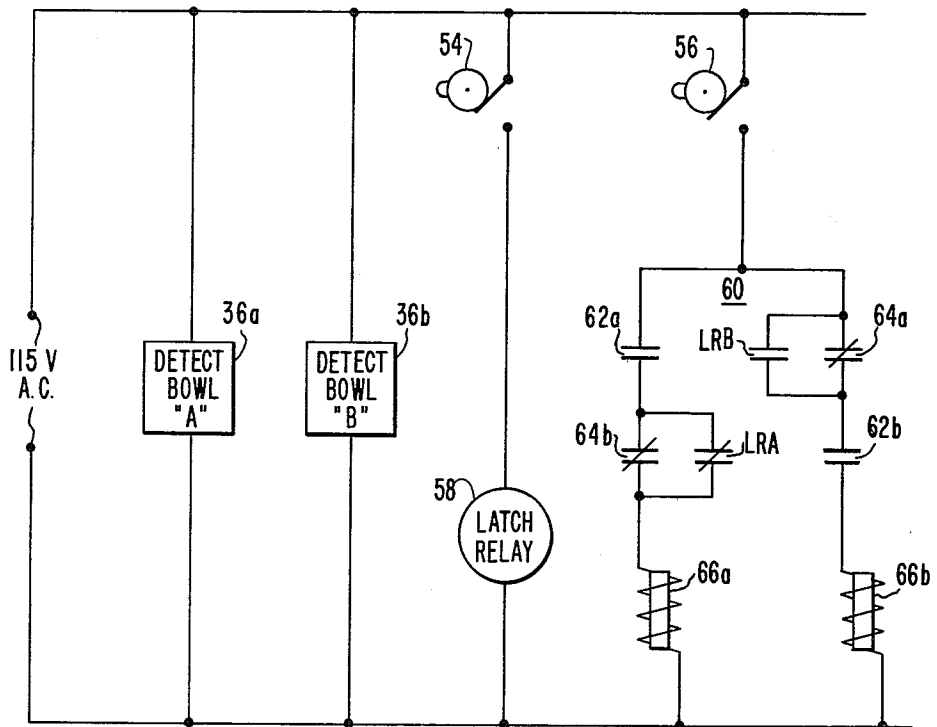 54
56
36a
36b
60
62a
LRB
64a
115 V
A.C.
DETECT
BOWL
"A"
DETECT
BOWL
"B"
64b
LRA
62b
58
LATCH
RELAY
66a
66b